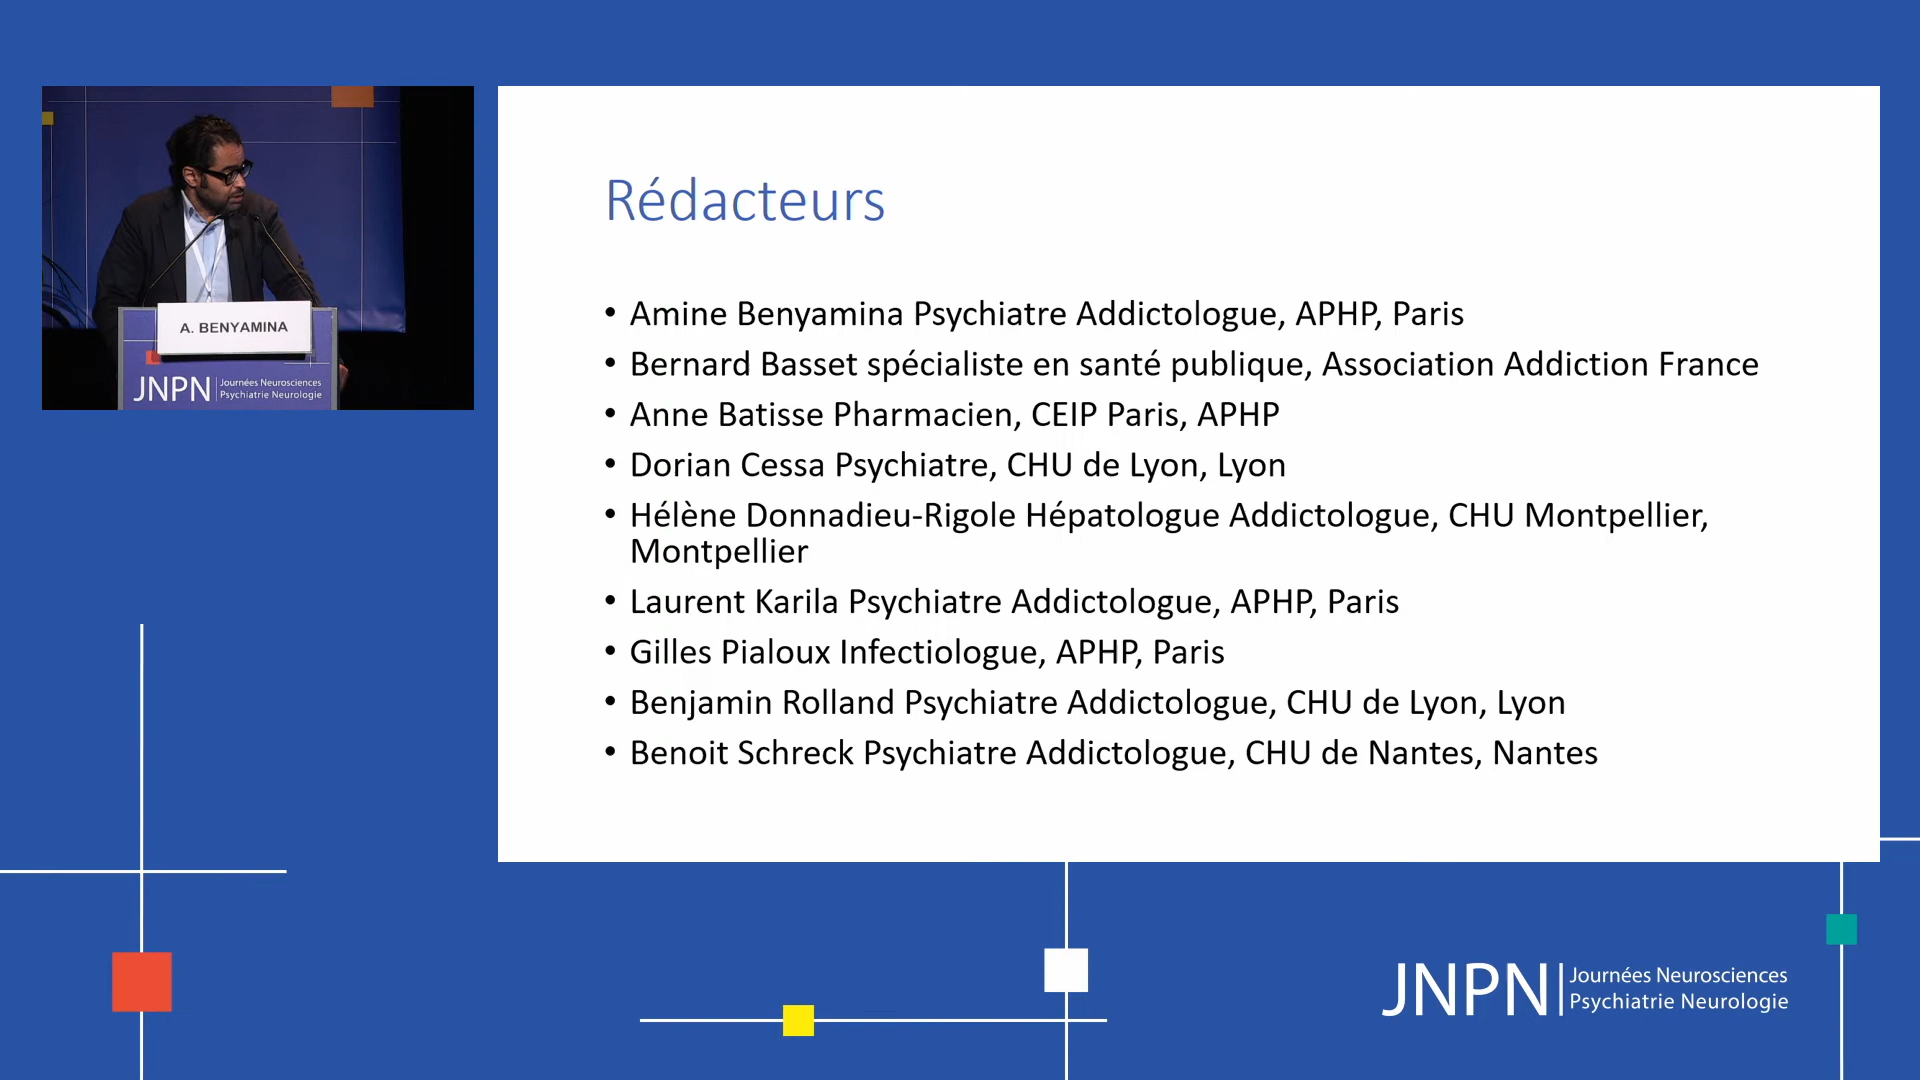 A. BENYAMINA
JNPN Journées Neurosciences
Psychiatrie Neurologie
Rédacteurs
• Amine Benyamina Psychiatre Addictologue, APHP, Paris
• Bernard Basset spécialiste en santé publique, Association Addiction France
• Anne Batisse Pharmacien, CEIP Paris, APHP
• Dorian Cessa Psychiatre, CHU de Lyon, Lyon
• Hélène Donnadieu-Rigole Hépatologue Addictologue, CHU Montpellier,
Montpellier
• Laurent Karila Psychiatre Addictologue, APHP, Paris
• Gilles Pialoux Infectiologue, APHP, Paris
• Benjamin Rolland Psychiatre Addictologue, CHU de Lyon, Lyon
• Benoit Schreck Psychiatre Addictologue, CHU de Nantes, Nantes
JNPN Journées Neurosciences
Psychiatrie Neurologie